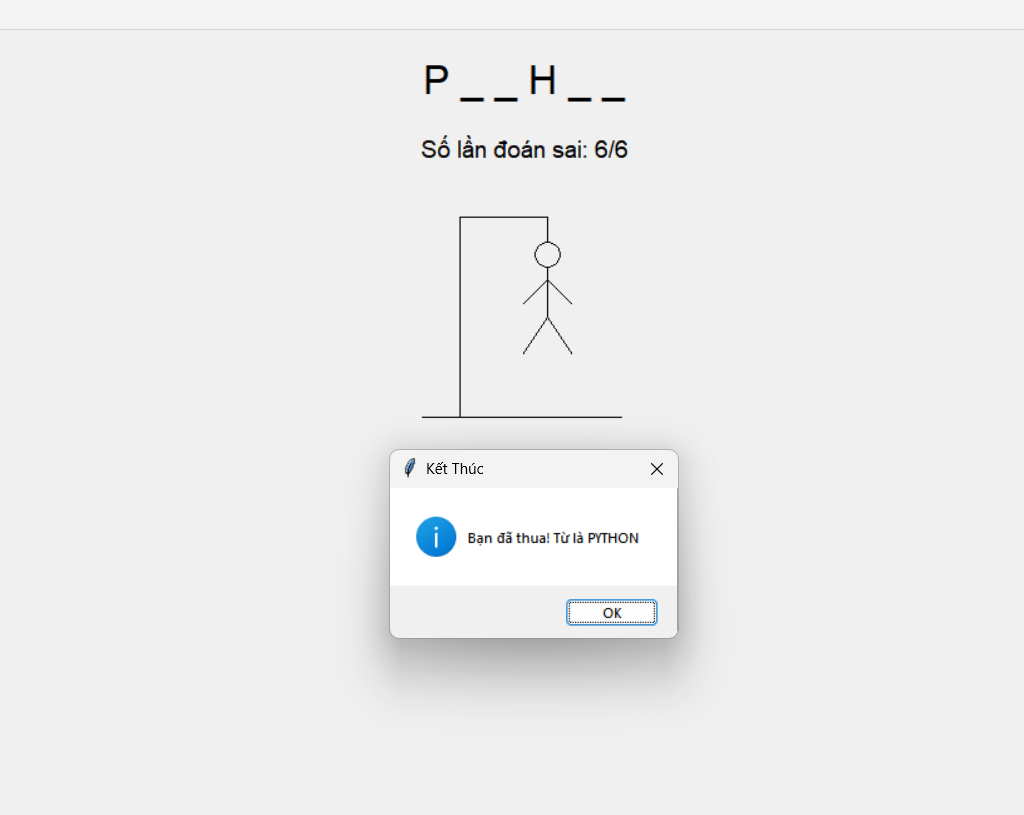 P _ _ H _ _
Số lần đoán sai: 6/6
Kết Thúc
Bạn đã thua! Từ là PYTHON
OK